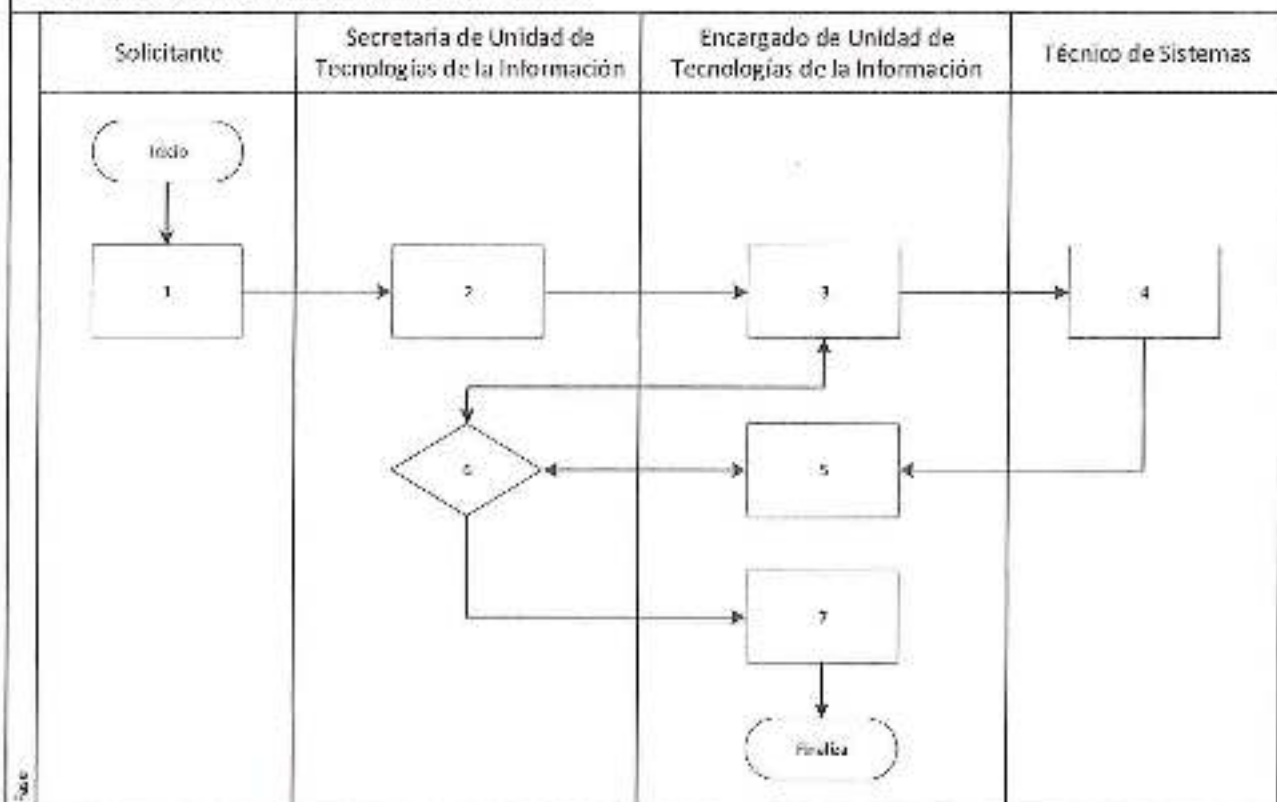 Solicitante
Secretaria de Unidad de
Tecnologías de la Información
Encargado de Unidad de
Tecnologías de la Información
Técnico de Sistemas
Inicio
1
2
3
4
6
5
7
Finaliza
Fase